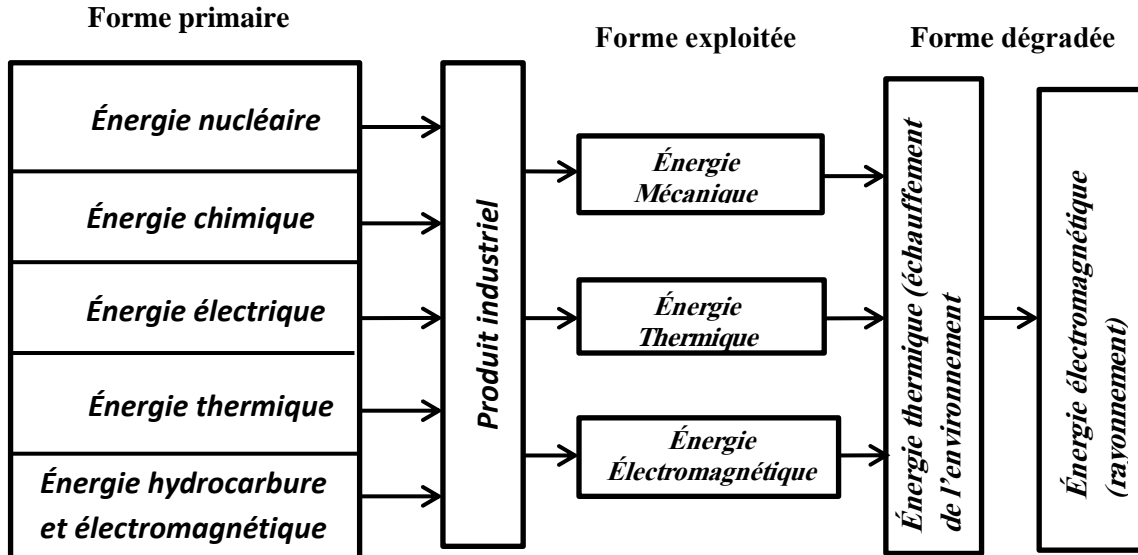 Forme primaire
Forme exploitée
Forme dégradée
Énergie nucléaire
Énergie chimique
Énergie électrique
Énergie thermique
Énergie hydrocarbure
et électromagnétique
Produit industriel
Énergie
Mécanique
Énergie
Thermique
Énergie
Électromagnétique
Énergie thermique (échauffement
de l’environnement
Énergie électromagnétique
(rayonnement)